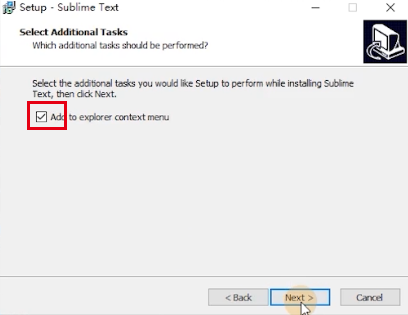 Setup - Sublime Text
Select Additional Tasks
Which additional tasks should be performed?
Select the additional tasks you would like Setup to perform while installing Sublime
Text, then click Next.
Add to explorer context menu
< Back
Next >
Cancel